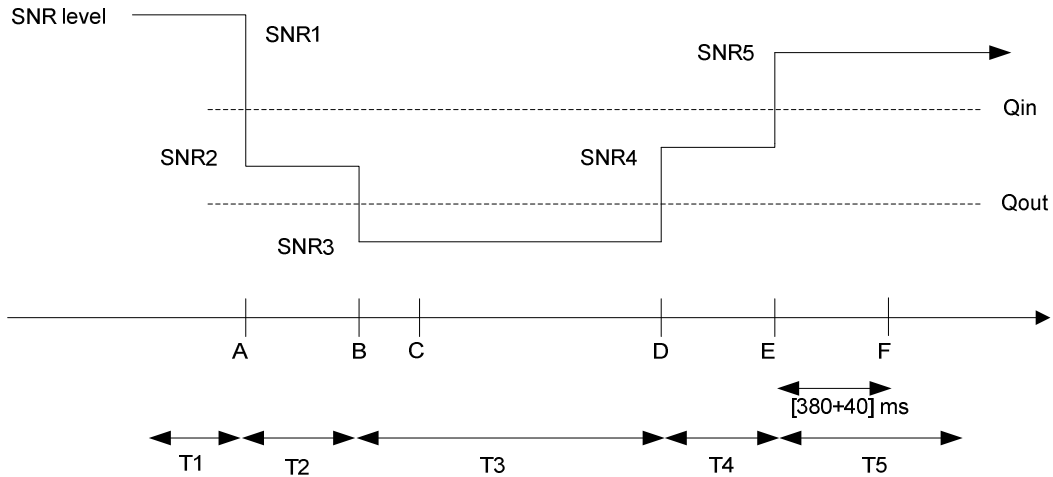 SNR level
SNR1
SNR5
Qin
SNR2
SNR4
Qout
SNR3
A B C D E F
[380+40] ms
T1 T2 T3 T4 T5